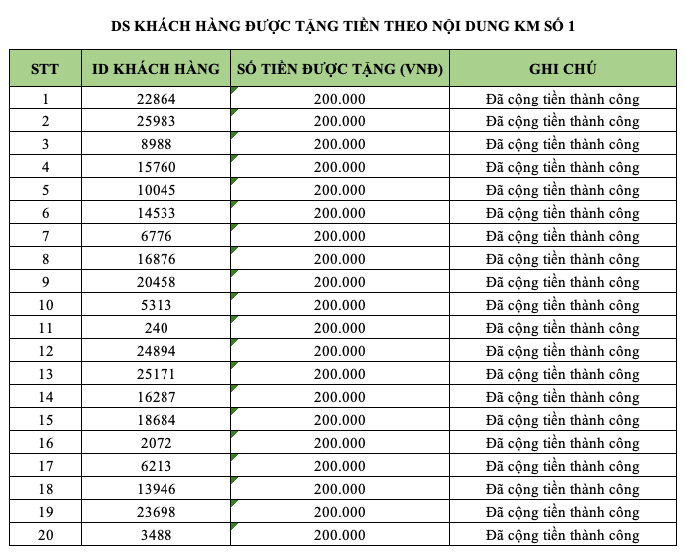 DS KHÁCH HÀNG ĐƯỢC TẶNG TIỀN THEO NỘI DUNG KM SỐ 1
STT ID KHÁCH HÀNG SỐ TIỀN ĐƯỢC TẶNG (VNĐ) GHI CHÚ
1 22864 200.000 Đã cộng tiền thành công
2 25983 200.000 Đã cộng tiền thành công
3 8988 200.000 Đã cộng tiền thành công
4 15760 200.000 Đã cộng tiền thành công
5 10045 200.000 Đã cộng tiền thành công
6 14533 200.000 Đã cộng tiền thành công
7 6776 200.000 Đã cộng tiền thành công
8 16876 200.000 Đã cộng tiền thành công
9 20458 200.000 Đã cộng tiền thành công
10 5313 200.000 Đã cộng tiền thành công
11 240 200.000 Đã cộng tiền thành công
12 24894 200.000 Đã cộng tiền thành công
13 25171 200.000 Đã cộng tiền thành công
14 16287 200.000 Đã cộng tiền thành công
15 18684 200.000 Đã cộng tiền thành công
16 2072 200.000 Đã cộng tiền thành công
17 6213 200.000 Đã cộng tiền thành công
18 13946 200.000 Đã cộng tiền thành công
19 23698 200.000 Đã cộng tiền thành công
20 3488 200.000 Đã cộng tiền thành công